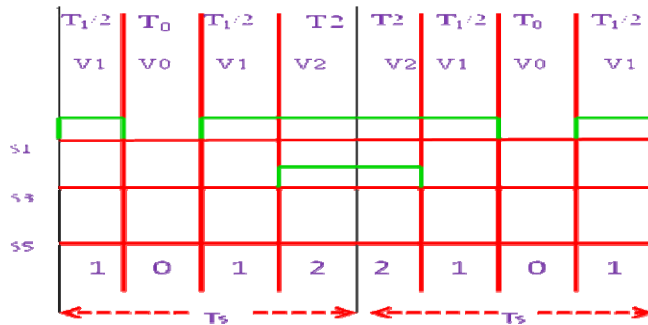 T₁/2 T₀ T₁/2 T2 T2 T₁/2 T₀ T₁/2
V1 V0 V1 V2 V2 V1 V0 V1
S1
S3
S5
1 0 1 2 2 1 0 1
Ts Ts